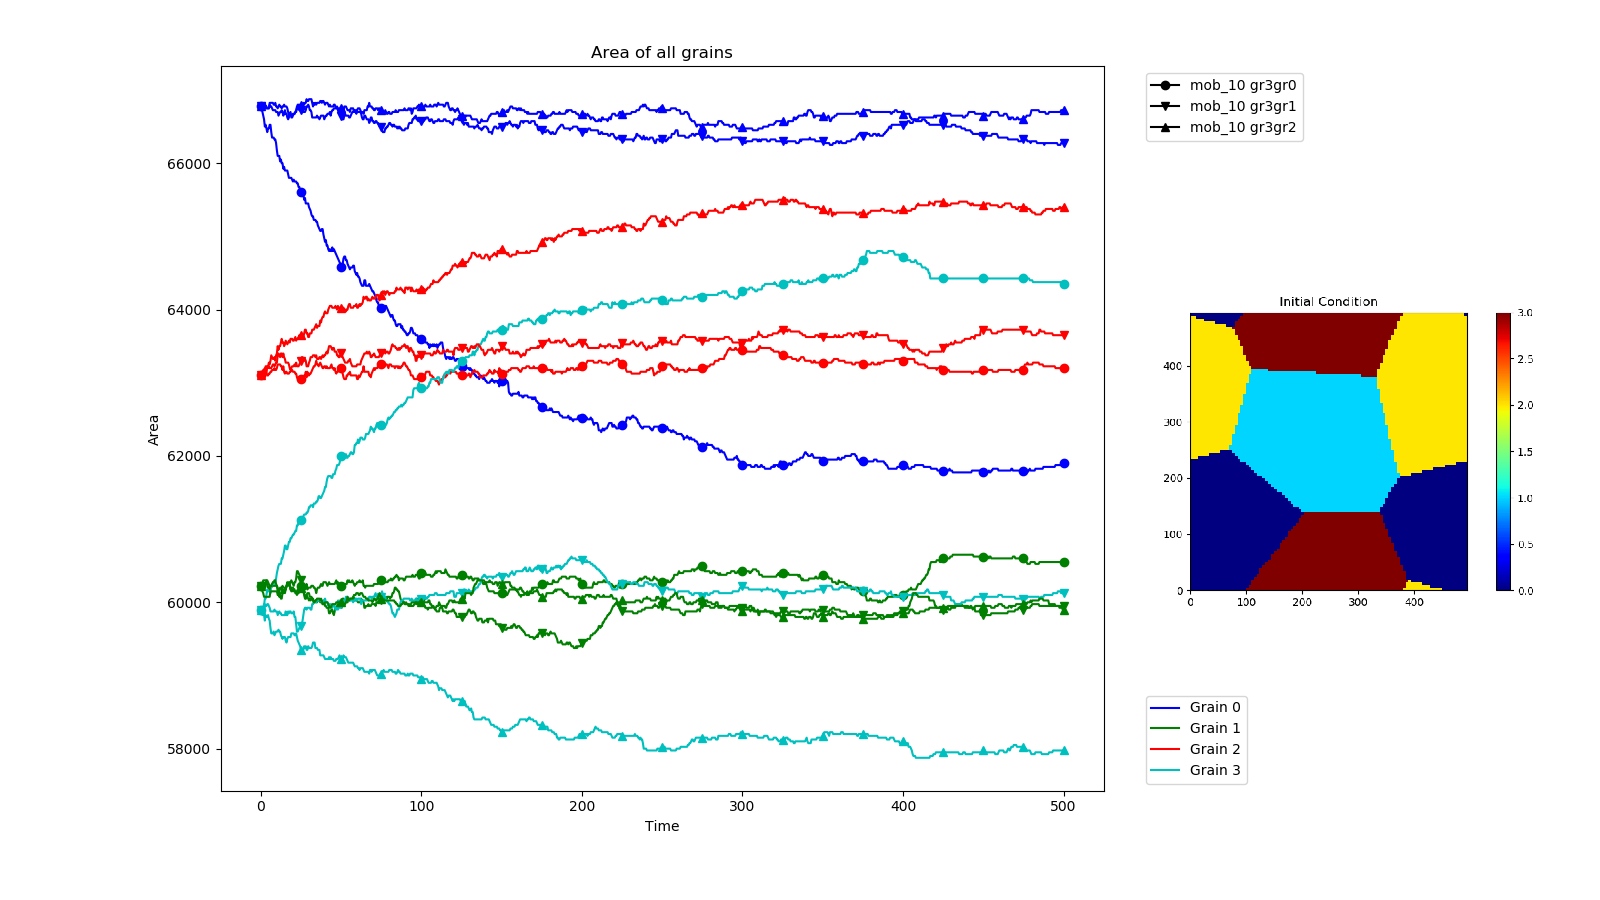 Area of all grains
mob_10 gr3gr0
mob_10 gr3gr1
mob_10 gr3gr2
66000
64000
62000
60000
58000
Area
0 100 200 300 400 500
Time
Initial Condition
400
300
200
100
0
0 100 200 300 400
3.0
2.5
2.0
1.5
1.0
0.5
0.0
Grain 0
Grain 1
Grain 2
Grain 3